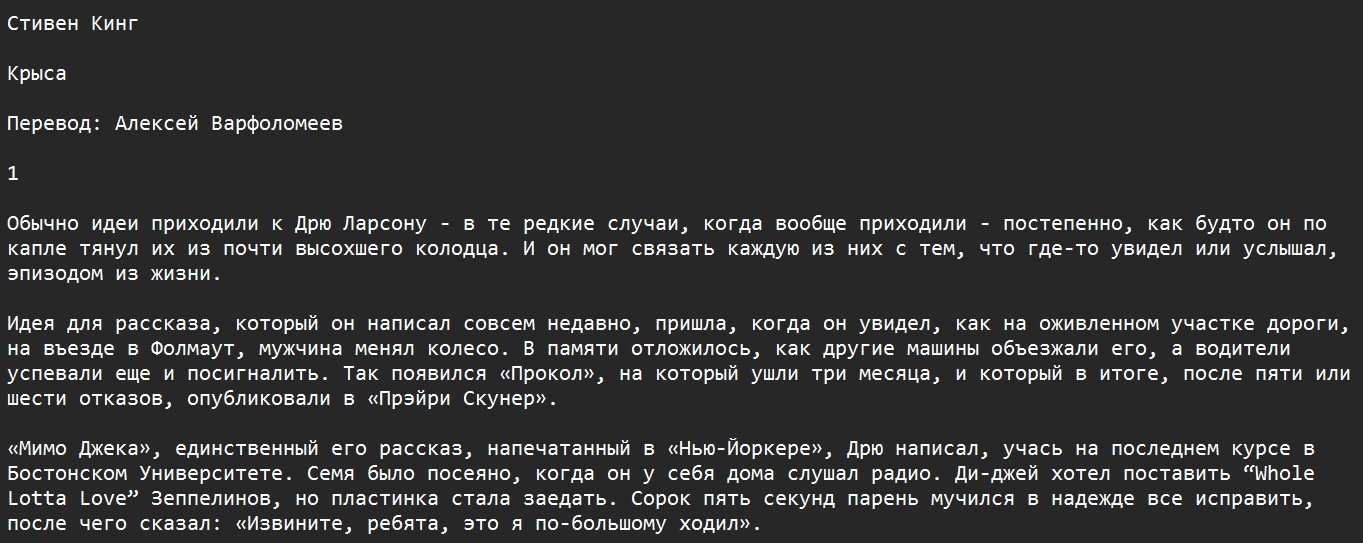 Стивен Кинг
Крыса
Перевод: Алексей Варфоломеев
1
Обычно идеи приходили к Дрю Ларсону - в те редкие случаи, когда вообще приходили - постепенно, как будто он по
капле тянул их из почти высохшего колодца. И он мог связать каждую из них с тем, что где-то увидел или услышал,
эпизодом из жизни.
Идея для рассказа, который он написал совсем недавно, пришла, когда он увидел, как на оживленном участке дороги,
на въезде в Фолмаут, мужчина менял колесо. В памяти отложилось, как другие машины объезжали его, а водители
успевали еще и посигналить. Так появился «Прокол», на который ушли три месяца, и который в итоге, после пяти или
шести отказов, опубликовали в «Прэйри Скунер».
«Мимо Джека», единственный его рассказ, напечатанный в «Нью-Йоркере», Дрю написал, учась на последнем курсе в
Бостонском Университете. Семя было посеяно, когда он у себя дома слушал радио. Ди-джей хотел поставить “Whole
Lotta Love” Зеппелинов, но пластинка стала заедать. Сорок пять секунд парень мучился в надежде все исправить,
после чего сказал: «Извините, ребята, это я по-большому ходил».